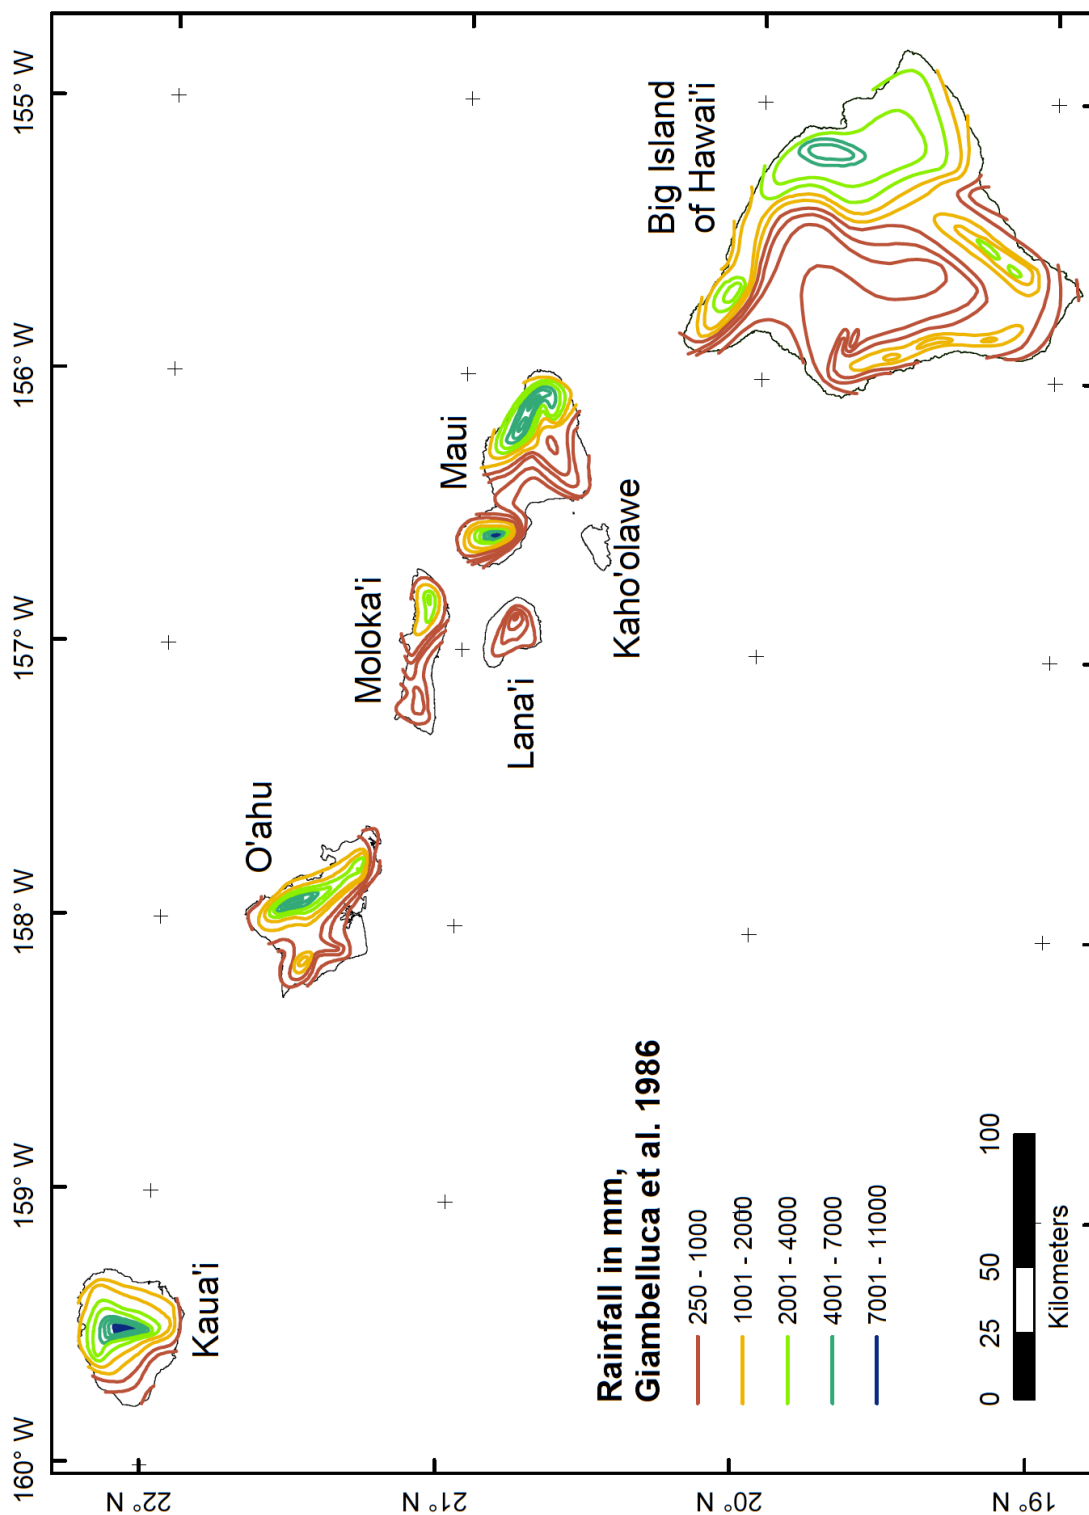 160° W
159° W
158° W
157° W
156° W
155° W
22° N
21° N
20° N
19° N
Kaua'i
O'ahu
Moloka'i
Maui
Lana'i
Kaho'olawe
Big Island
of Hawai'i
Rainfall in mm,
Giambelluca et al. 1986
250 - 1000
1001 - 2000
2001 - 4000
4001 - 7000
7001 - 11000
0 25 50 100
Kilometers